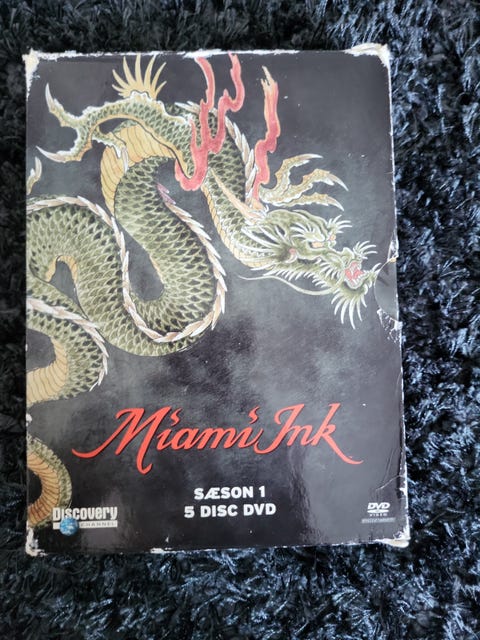 Miami Ink
SÆSON 1
5 DISC DVD
Discovery
CHANNEL
DVD
VIDEO